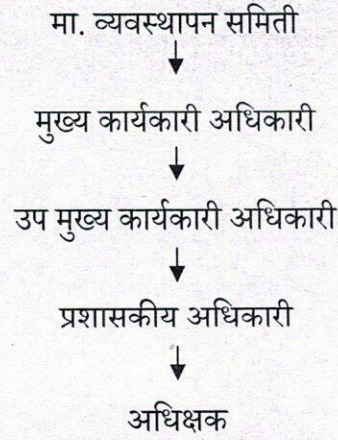 मा. व्यवस्थापन समिती
मुख्य कार्यकारी अधिकारी
उप मुख्य कार्यकारी अधिकारी
प्रशासकीय अधिकारी
अधिक्षक